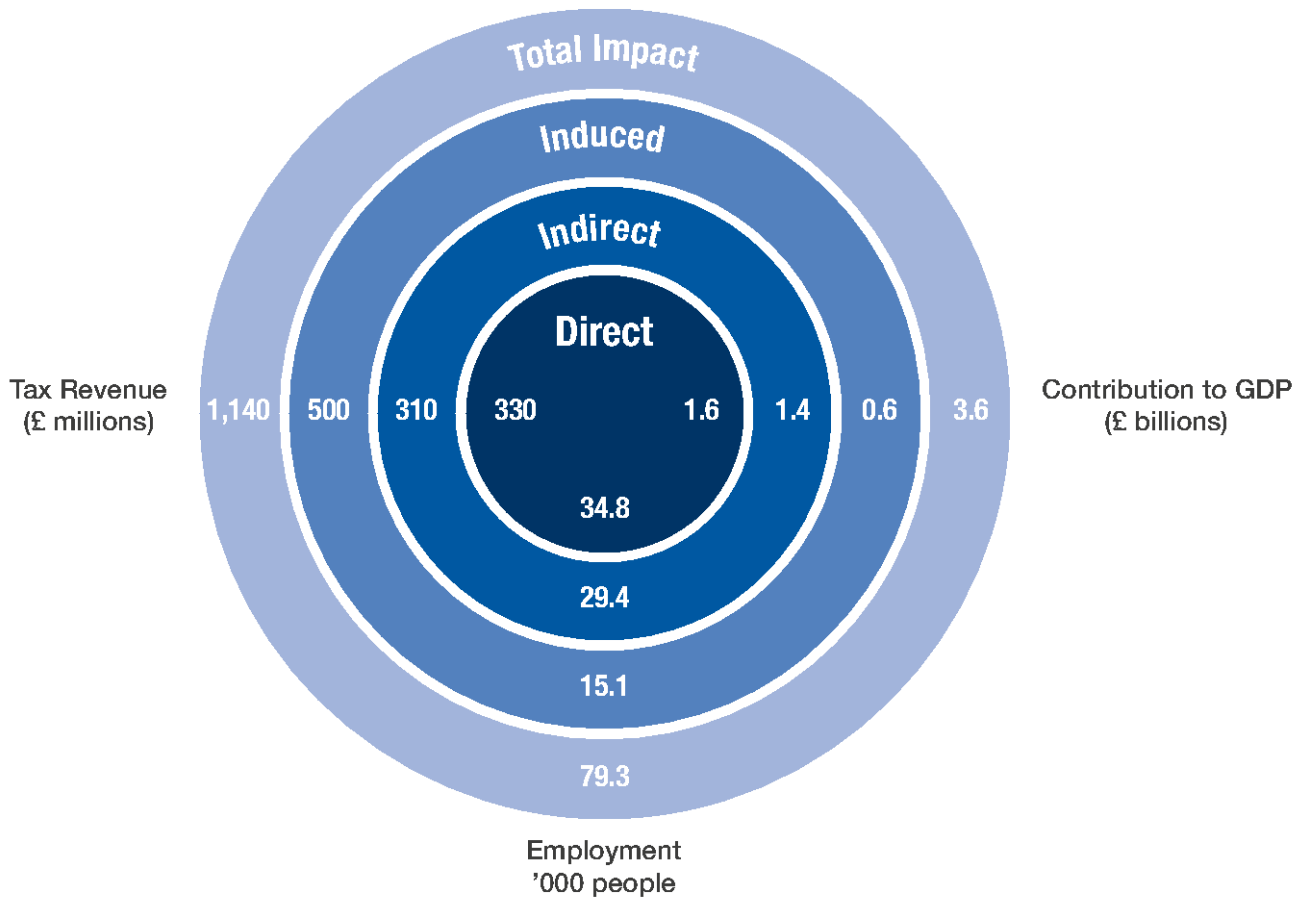 Total Impact
Induced
Indirect
Direct
Tax Revenue
(£ millions)
1,140 500 310 330 1.6 1.4 0.6 3.6
Contribution to GDP
(£ billions)
34.8
29.4
15.1
79.3
Employment
’000 people